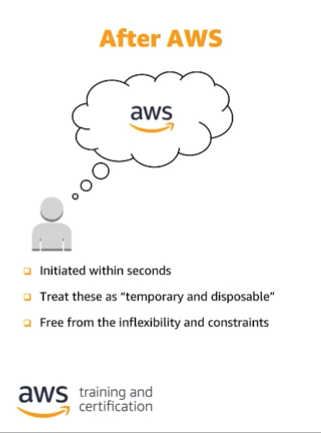 After AWS
aws
Initiated within seconds
Treat these as “temporary and disposable”
Free from the inflexibility and constraints
aws training and
certification